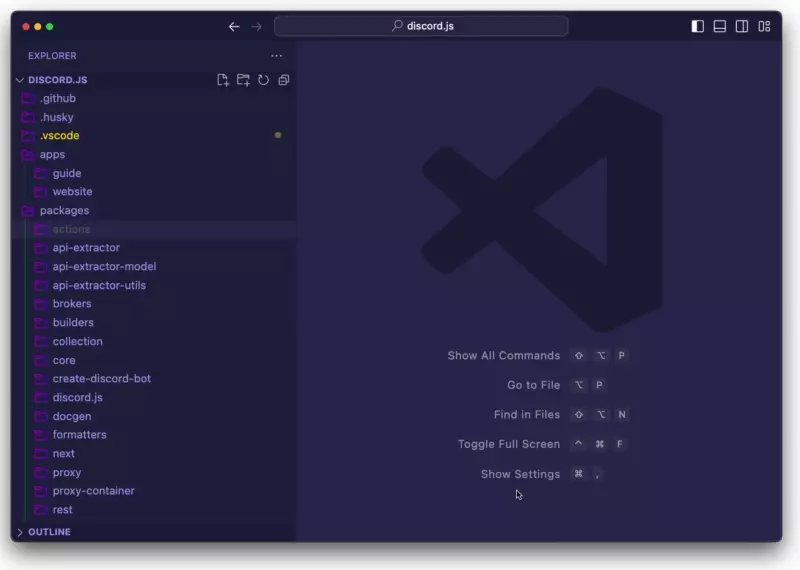 discord.js
EXPLORER
DISCORD.JS
.github
.husky
.vscode
apps
guide
website
packages
actions
api-extractor
api-extractor-model
api-extractor-utils
brokers
builders
collection
core
create-discord-bot
discord.js
docgen
formatters
next
proxy
proxy-container
rest
OUTLINE
Show All Commands ⇧ ⌥ P
Go to File ⌥ P
Find in Files ⇧ ⌥ N
Toggle Full Screen ^ ⌘ F
Show Settings ⌘ ,